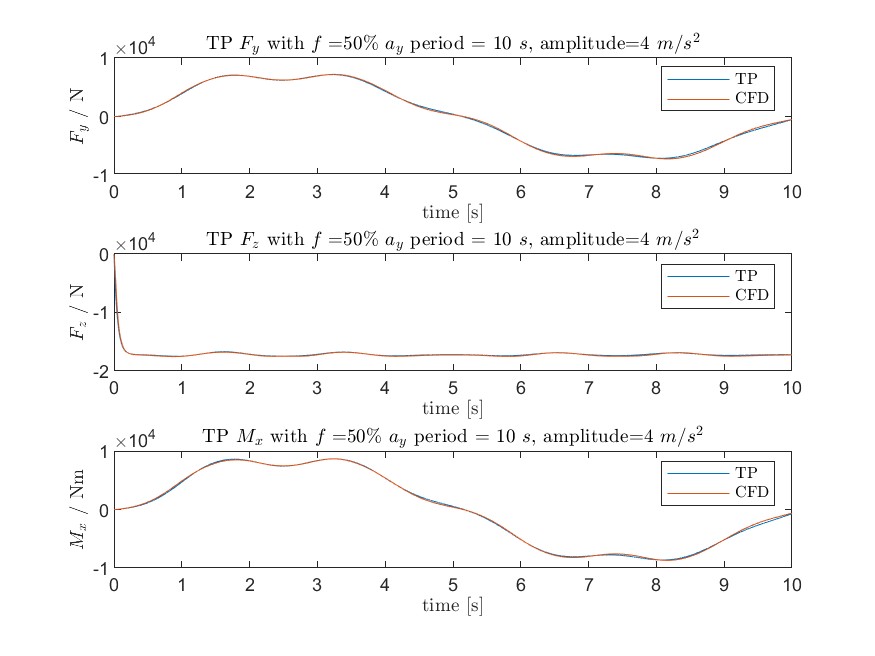 TP F_y with f =50% a_y period = 10 s, amplitude=4 m/s^2
×10^4
1
0
-1
F_y / N
TP
CFD
0 1 2 3 4 5 6 7 8 9 10
time [s]
TP F_z with f =50% a_y period = 10 s, amplitude=4 m/s^2
×10^4
0
-1
-2
F_z / N
TP
CFD
0 1 2 3 4 5 6 7 8 9 10
time [s]
TP M_x with f =50% a_y period = 10 s, amplitude=4 m/s^2
×10^4
1
0
-1
M_x / Nm
TP
CFD
0 1 2 3 4 5 6 7 8 9 10
time [s]